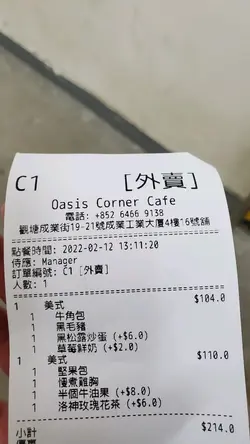 C1 [外賣]
Oasis Corner Cafe
電話: +852 6466 9138
觀塘成業街19-21號成業工業大廈4樓16號舖
點餐時間: 2022-02-12 13:11:20
侍應: Manager
訂單編號: C1 [外賣]
人數: 1
1 美式 $104.0
1 牛角包
1 黑毛豬
1 黑松露炒蛋 (+$6.0)
1 草莓鮮奶 (+$2.0)
1 美式 $110.0
1 堅果包
1 慢煮雞胸
1 半個牛油果 (+$8.0)
1 洛神玫瑰花茶 (+$6.0)
小計 $214.0